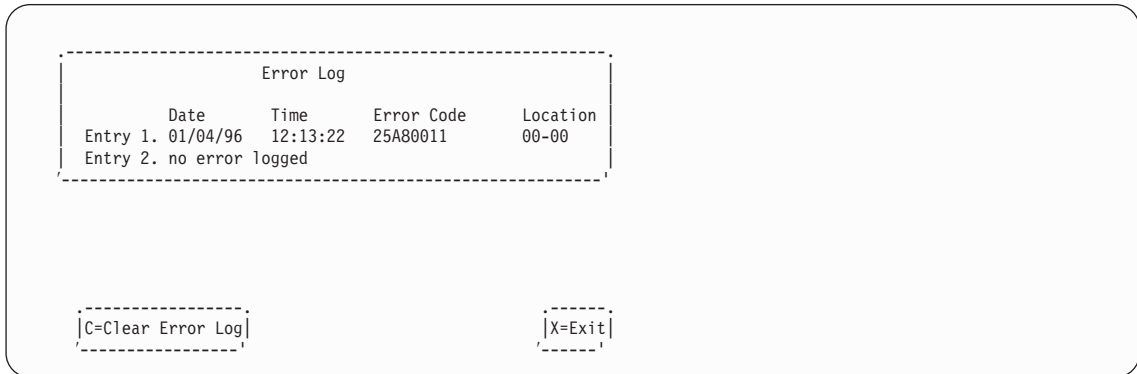 Error Log
Date Time Error Code Location
Entry 1. 01/04/96 12:13:22 25A80011 00-00
Entry 2. no error logged
C=Clear Error Log X=Exit